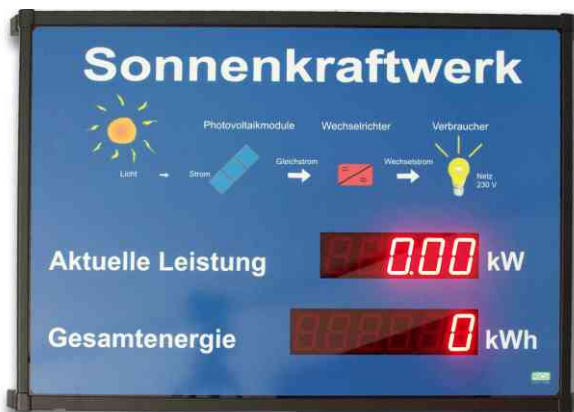 Sonnenkraftwerk
Photovoltaikmodule Wechselrichter Verbraucher
Licht → Strom Gleichstrom Wechselstrom Netz
230 V
Aktuelle Leistung 0.00 kW
Gesamtenergie 0 kWh